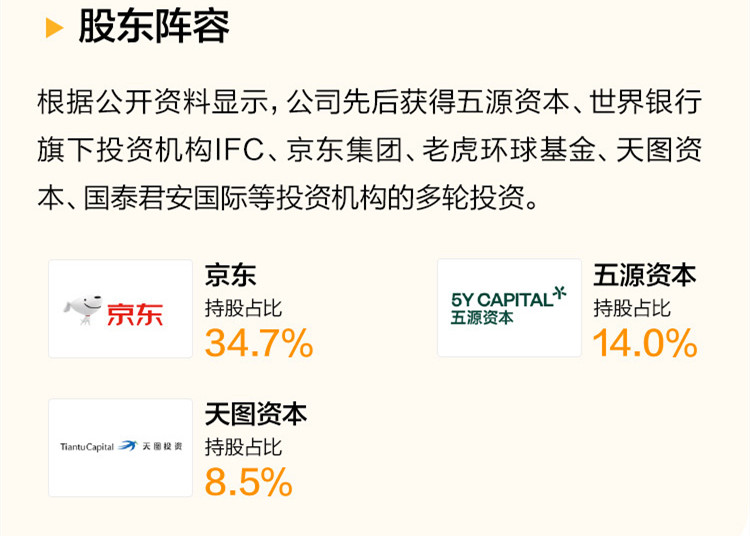 股东阵容
根据公开资料显示，公司先后获得五源资本、世界银行
旗下投资机构IFC、京东集团、老虎环球基金、天图资
本、国泰君安国际等投资机构的多轮投资。
京东
京东
持股占比
34.7%
5Y CAPITAL
五源资本
五源资本
持股占比
14.0%
Tiantu Capital 天图投资
天图资本
持股占比
8.5%